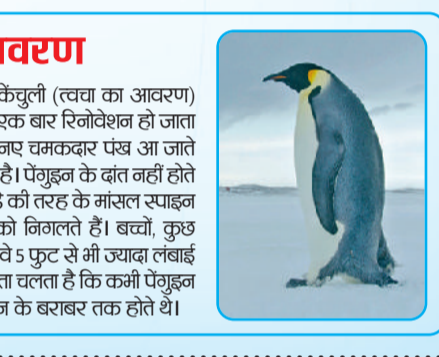 वरण
केंचुली (त्वचा का आवरण)
एक बार रिनोवेशन हो जाता
नए चमकदार पंख आ जाते
है। पेंगुइन के दांत नहीं होते
की तरह के मांसल स्पाइन
को निगलते हैं। बच्चों, कुछ
वे 5 फुट से भी ज्यादा लंबाई
चलता है कि कभी पेंगुइन
के बराबर तक होते थे।